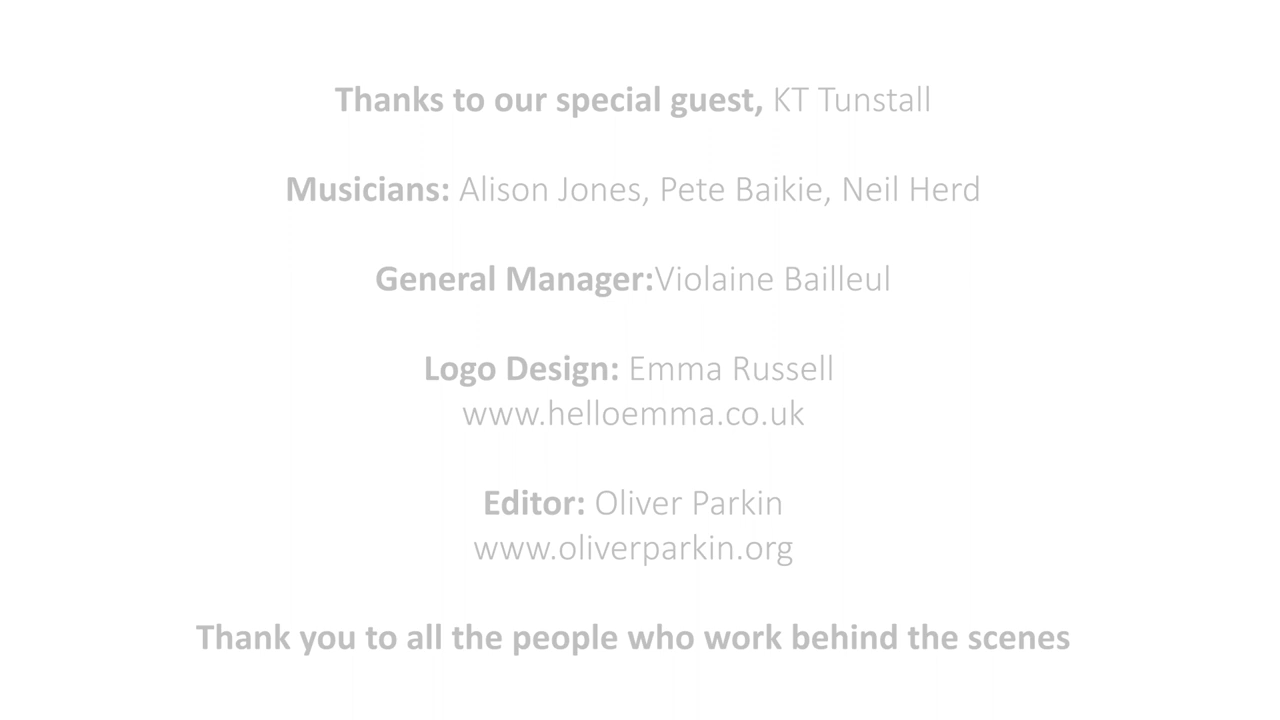 Thanks to our special guest, KT Tunstall
Musicians: Alison Jones, Pete Baikie, Neil Herd
General Manager:Violaine Bailleul
Logo Design: Emma Russell
www.helloemma.co.uk
Editor: Oliver Parkin
www.oliverparkin.org
Thank you to all the people who work behind the scenes